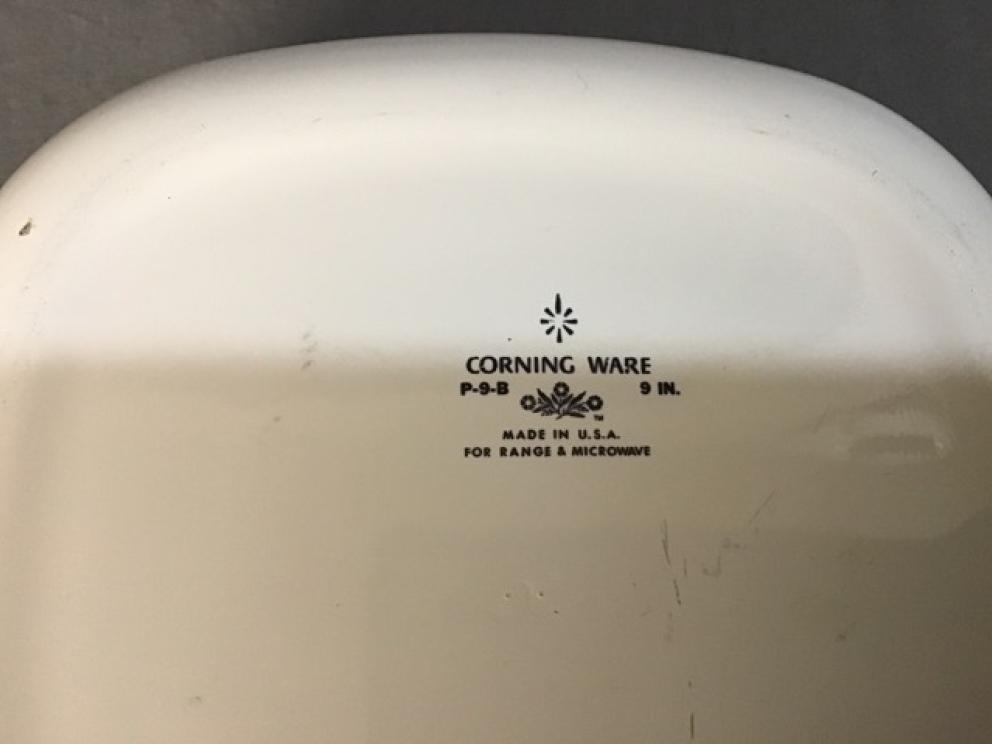 CORNING WARE
P-9-B 9 IN.
TM
MADE IN U.S.A.
FOR RANGE & MICROWAVE